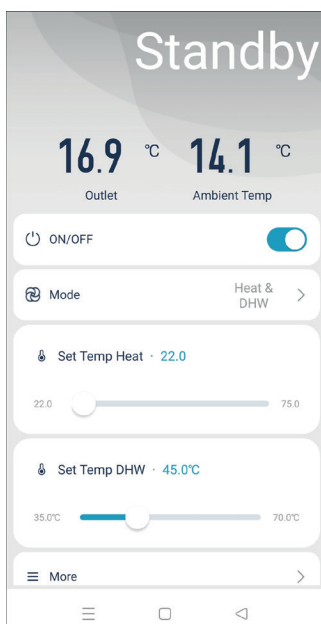 Standby
16.9 °C 14.1 °C
Outlet Ambient Temp
ON/OFF
Mode Heat &
DHW
Set Temp Heat · 22.0
22.0 75.0
Set Temp DHW · 45.0°C
35.0°C 70.0°C
More